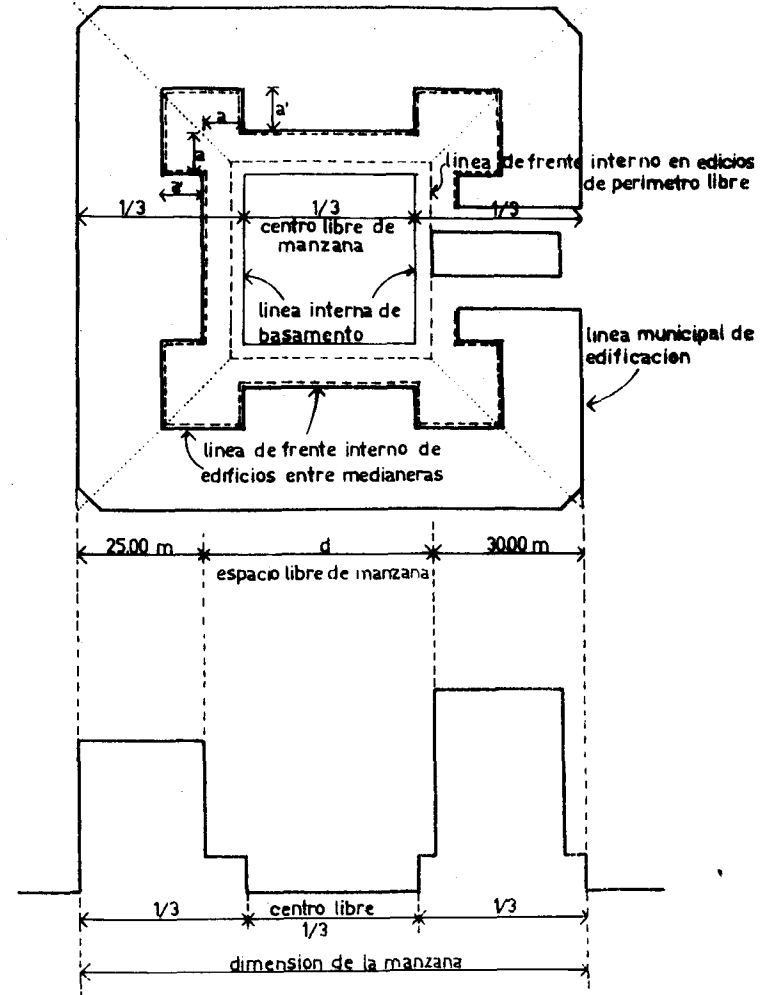 a
a'
a
a'
linea de frente interno en edicios
de perimetro libre
1/3
1/3
1/3
centro libre de
manzana
linea interna de
basamento
linea municipal de
edificacion
linea de frente interno de
edificios entre medianeras
25.00 m
d
30.00 m
espacio libre de manzana
1/3
centro libre
1/3
1/3
dimension de la manzana